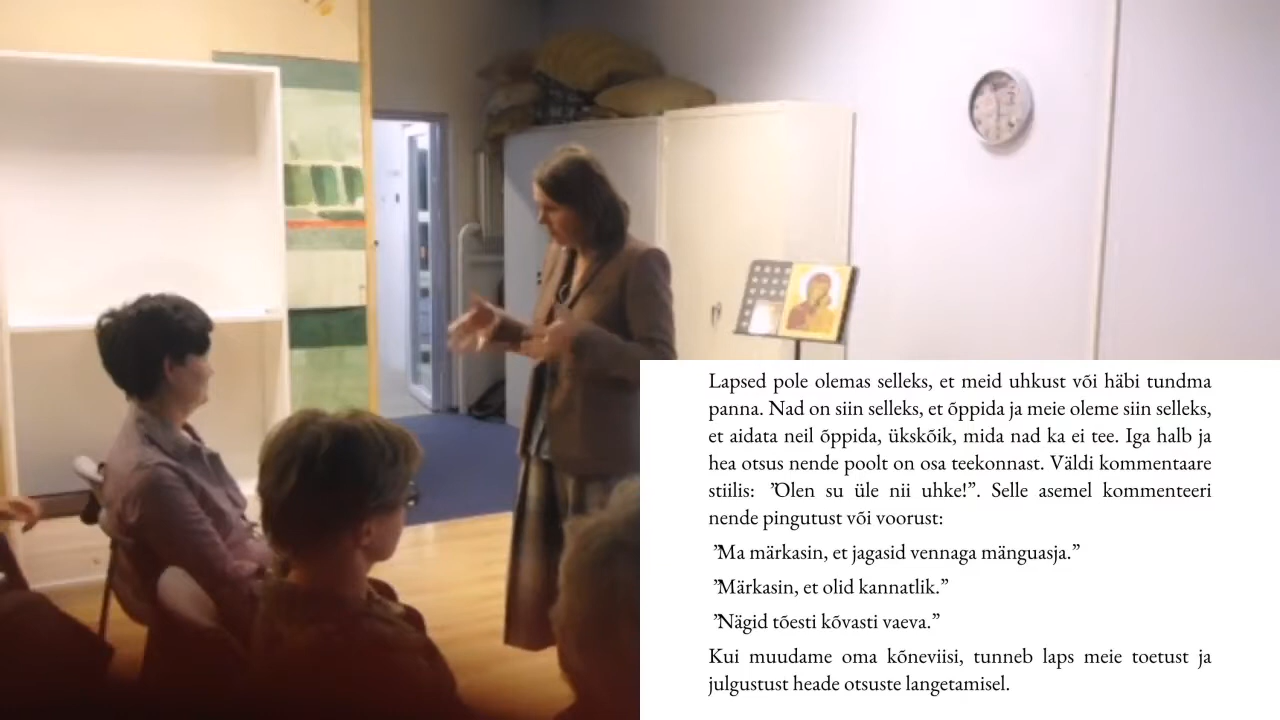 Lapsed pole olemas selleks, et meid uhkust või häbi tundma
panna. Nad on siin selleks, et õppida ja meie oleme siin selleks,
et aidata neil õppida, ükskõik, mida nad ka ei tee. Iga halb ja
hea otsus nende poolt on osa teekonnast. Väldi kommentaare
stiilis: ”Olen su üle nii uhke!”. Selle asemel kommenteeri
nende pingutust või voorust:
”Ma märkasin, et jagasid vennaga mänguasja.”
”Märkasin, et olid kannatlik.”
”Nägid tõesti kõvasti vaeva.”
Kui muudame oma kõneviisi, tunneb laps meie toetust ja
julgustust heade otsuste langetamisel.